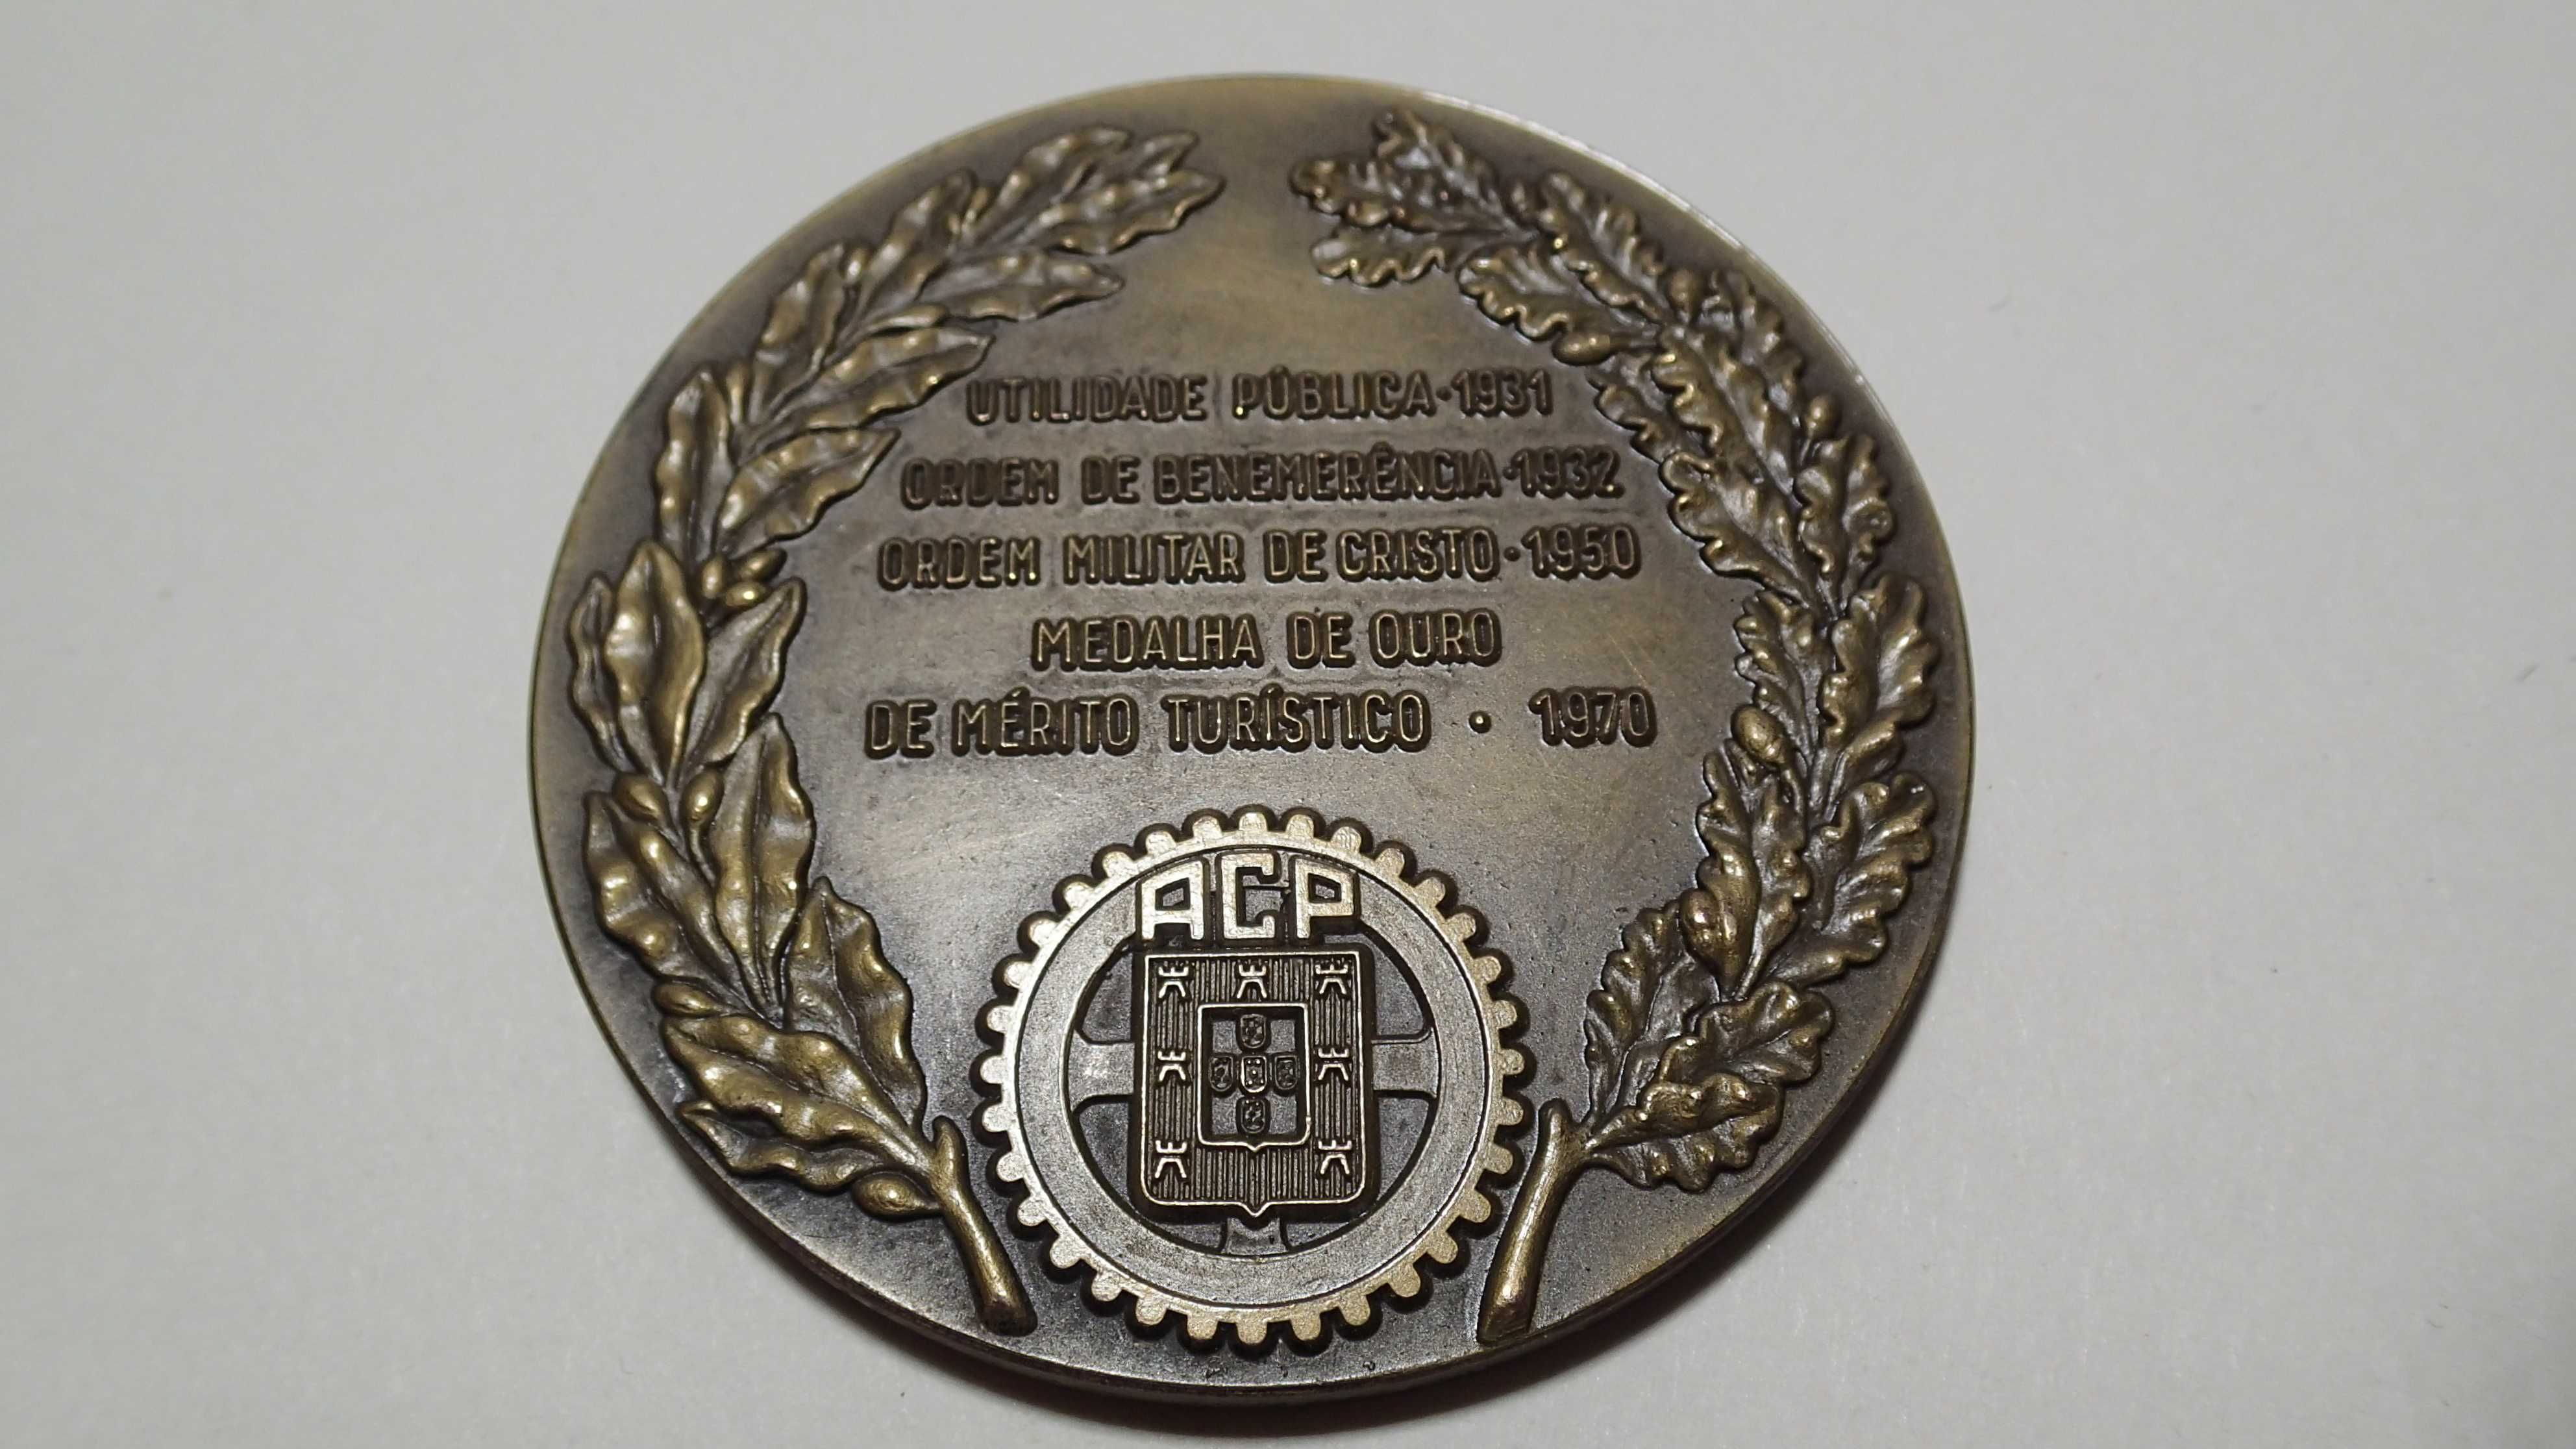 UTILIDADE PÚBLICA·1931
ORDEM DE BENEMERÊNCIA·1932
ORDEM MILITAR DE CRISTO·1950
MEDALHA DE OURO
DE MÉRITO TURÍSTICO · 1970
ACP